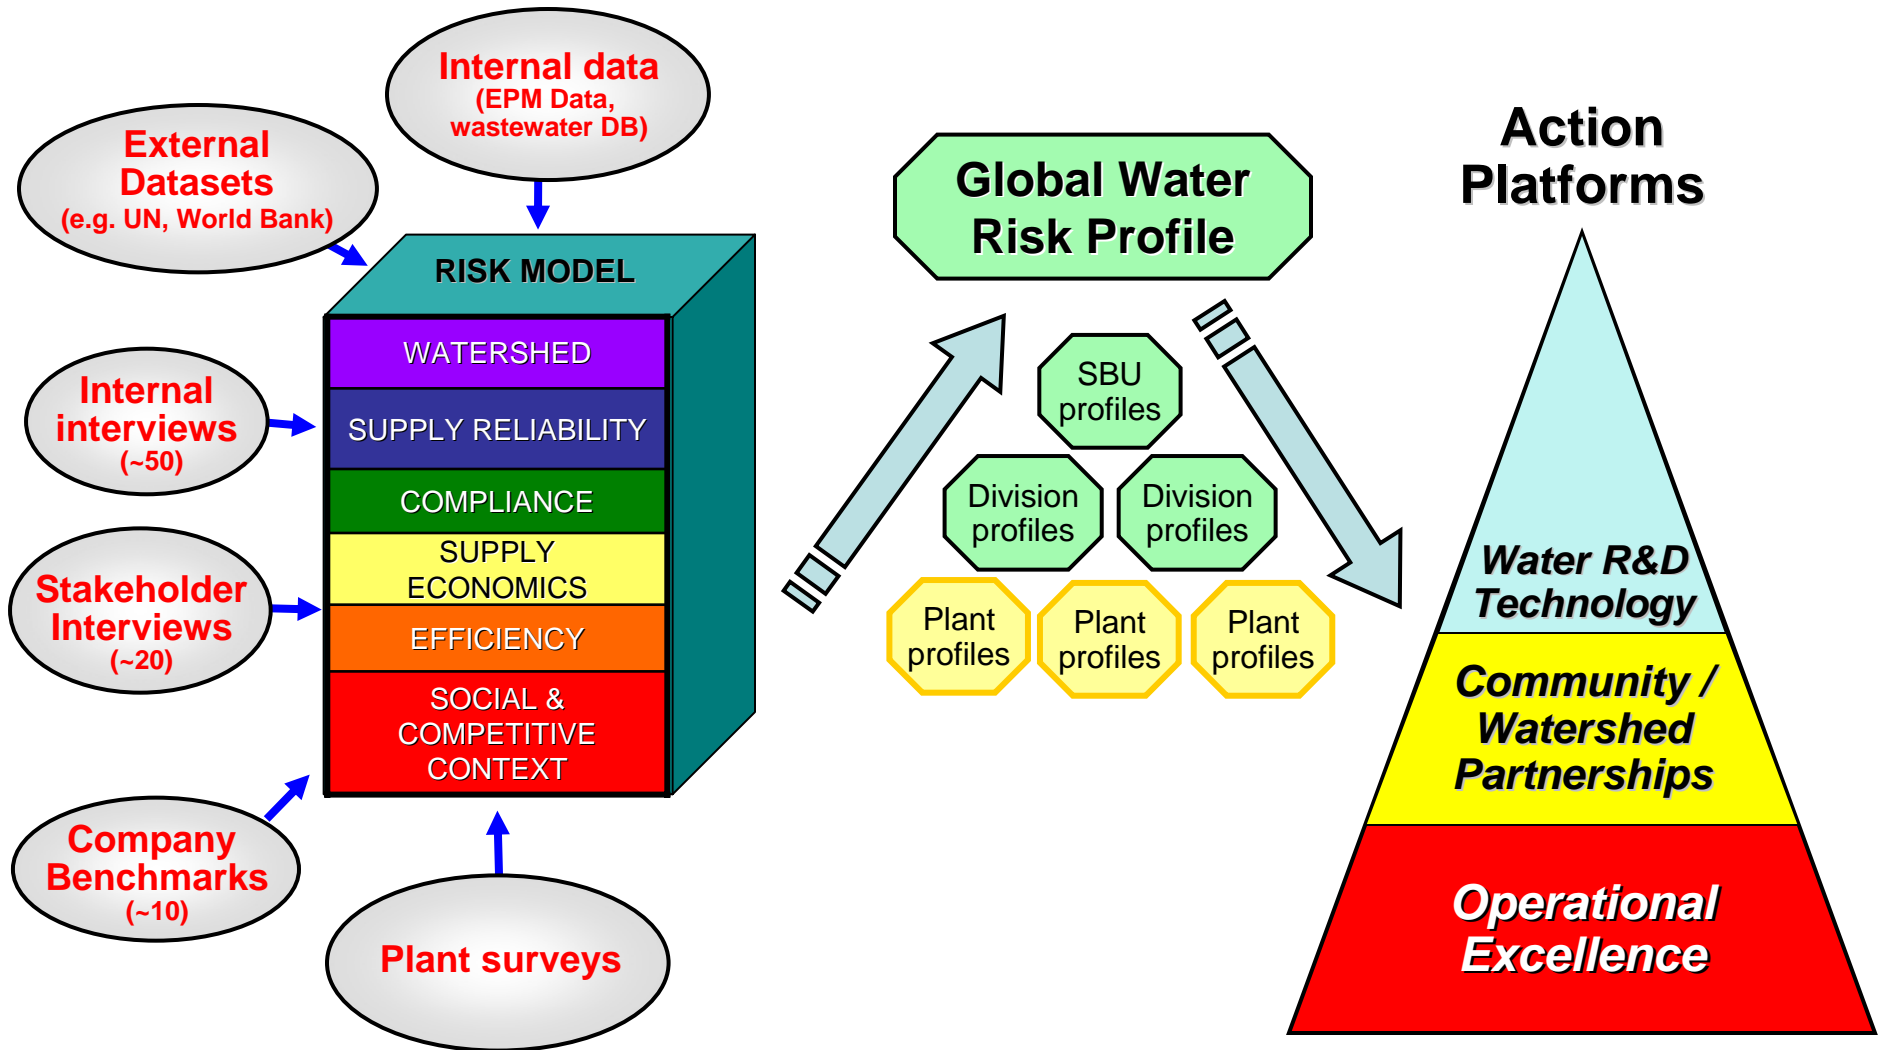 Internal data
(EPM Data,
wastewater DB)
External
Datasets
(e.g. UN, World Bank)
Internal
interviews
(~50)
Stakeholder
Interviews
(~20)
Company
Benchmarks
(~10)
Plant surveys
RISK MODEL
WATERSHED
SUPPLY RELIABILITY
COMPLIANCE
SUPPLY
ECONOMICS
EFFICIENCY
SOCIAL &
COMPETITIVE
CONTEXT
Global Water
Risk Profile
SBU
profiles
Division
profiles
Division
profiles
Plant
profiles
Plant
profiles
Plant
profiles
Action
Platforms
Water R&D
Technology
Community /
Watershed
Partnerships
Operational
Excellence